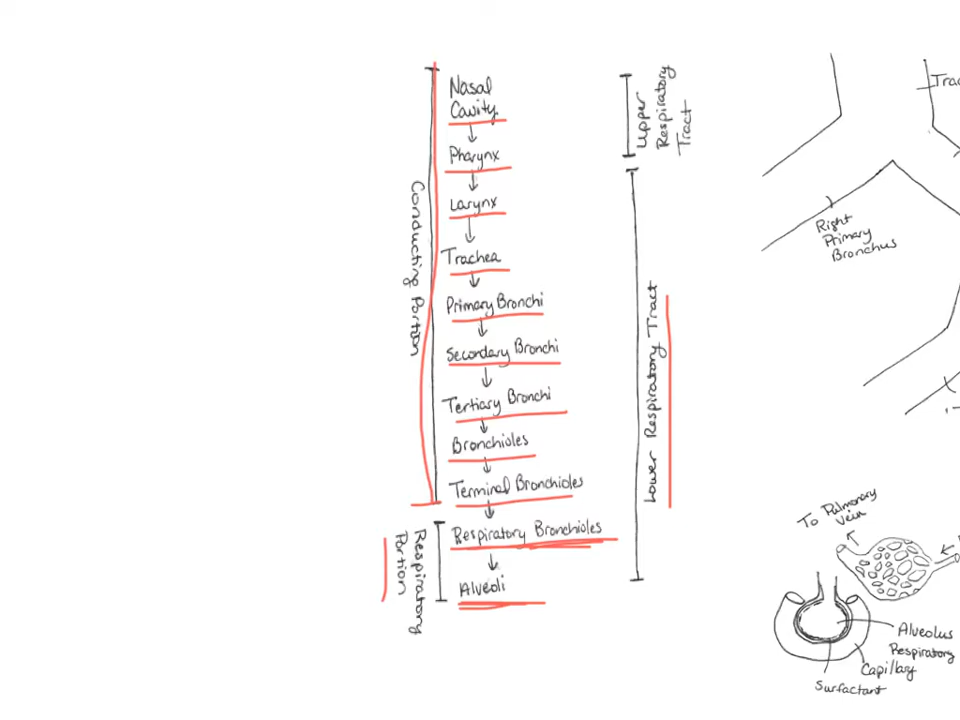 Nasal
Cavity
Pharynx
Larynx
Trachea
Primary Bronchi
Secondary Bronchi
Tertiary Bronchi
Bronchioles
Terminal Bronchioles
Respiratory Bronchioles
Alveoli
Conducting Portion
Respiratory
Portion
Upper
Respiratory
Tract
Lower Respiratory Tract
Trac
Right
Primary
Bronchus
To Pulmonary
Vein
Alveolus
Respiratory
Capillary
Surfactant